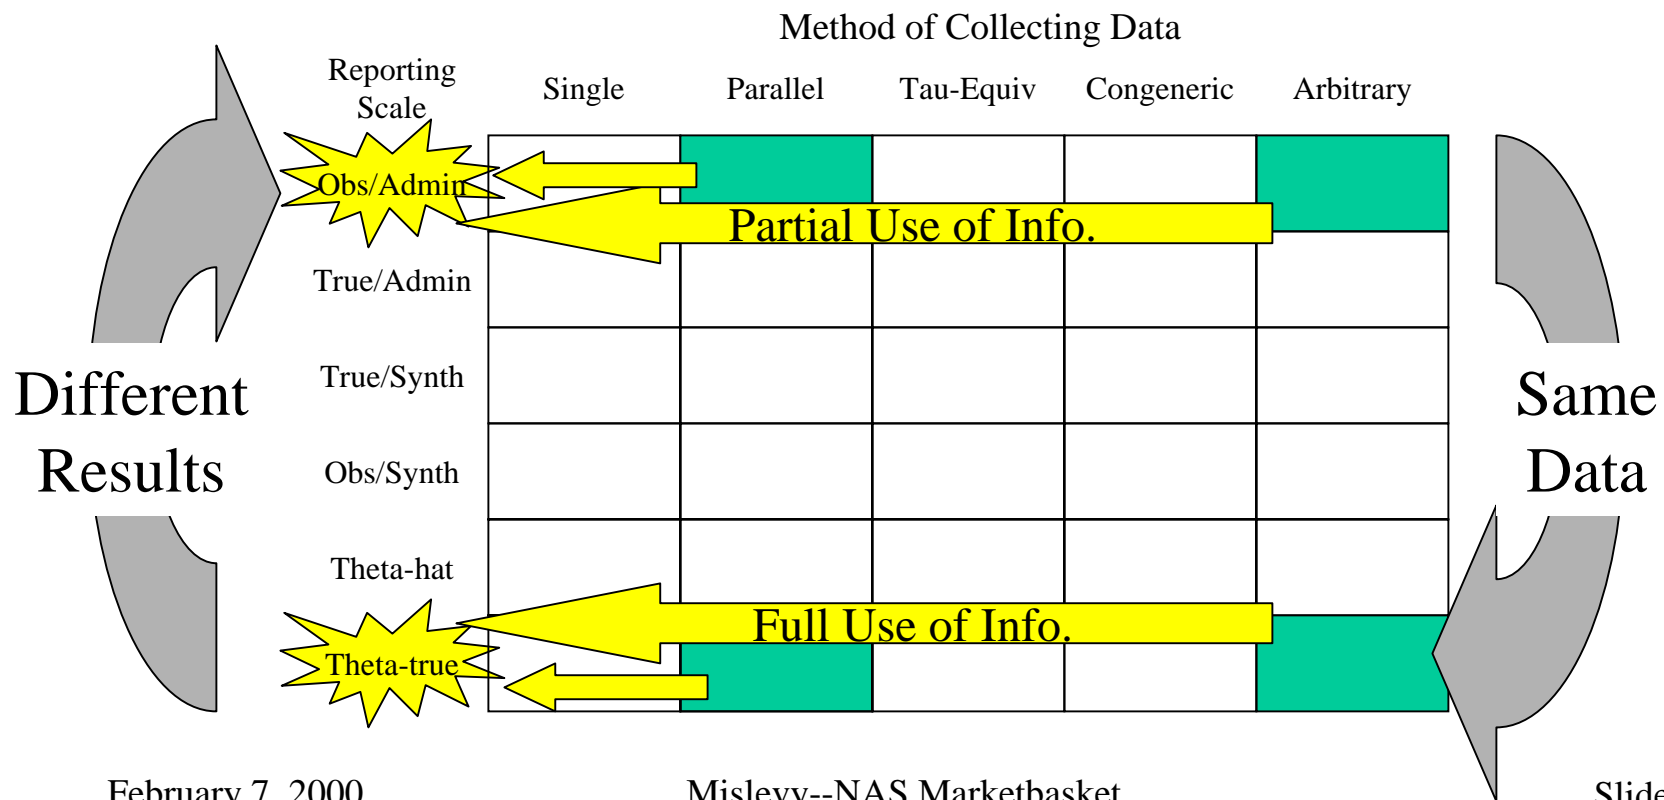 Method of Collecting Data
Reporting
Scale
Single
Parallel
Tau-Equiv
Congeneric
Arbitrary
Obs/Admin
Partial Use of Info.
True/Admin
True/Synth
Obs/Synth
Theta-hat
Full Use of Info.
Theta-true
Different
Results
Same
Data
February 7, 2000
Mislevy--NAS Marketbasket
Slide